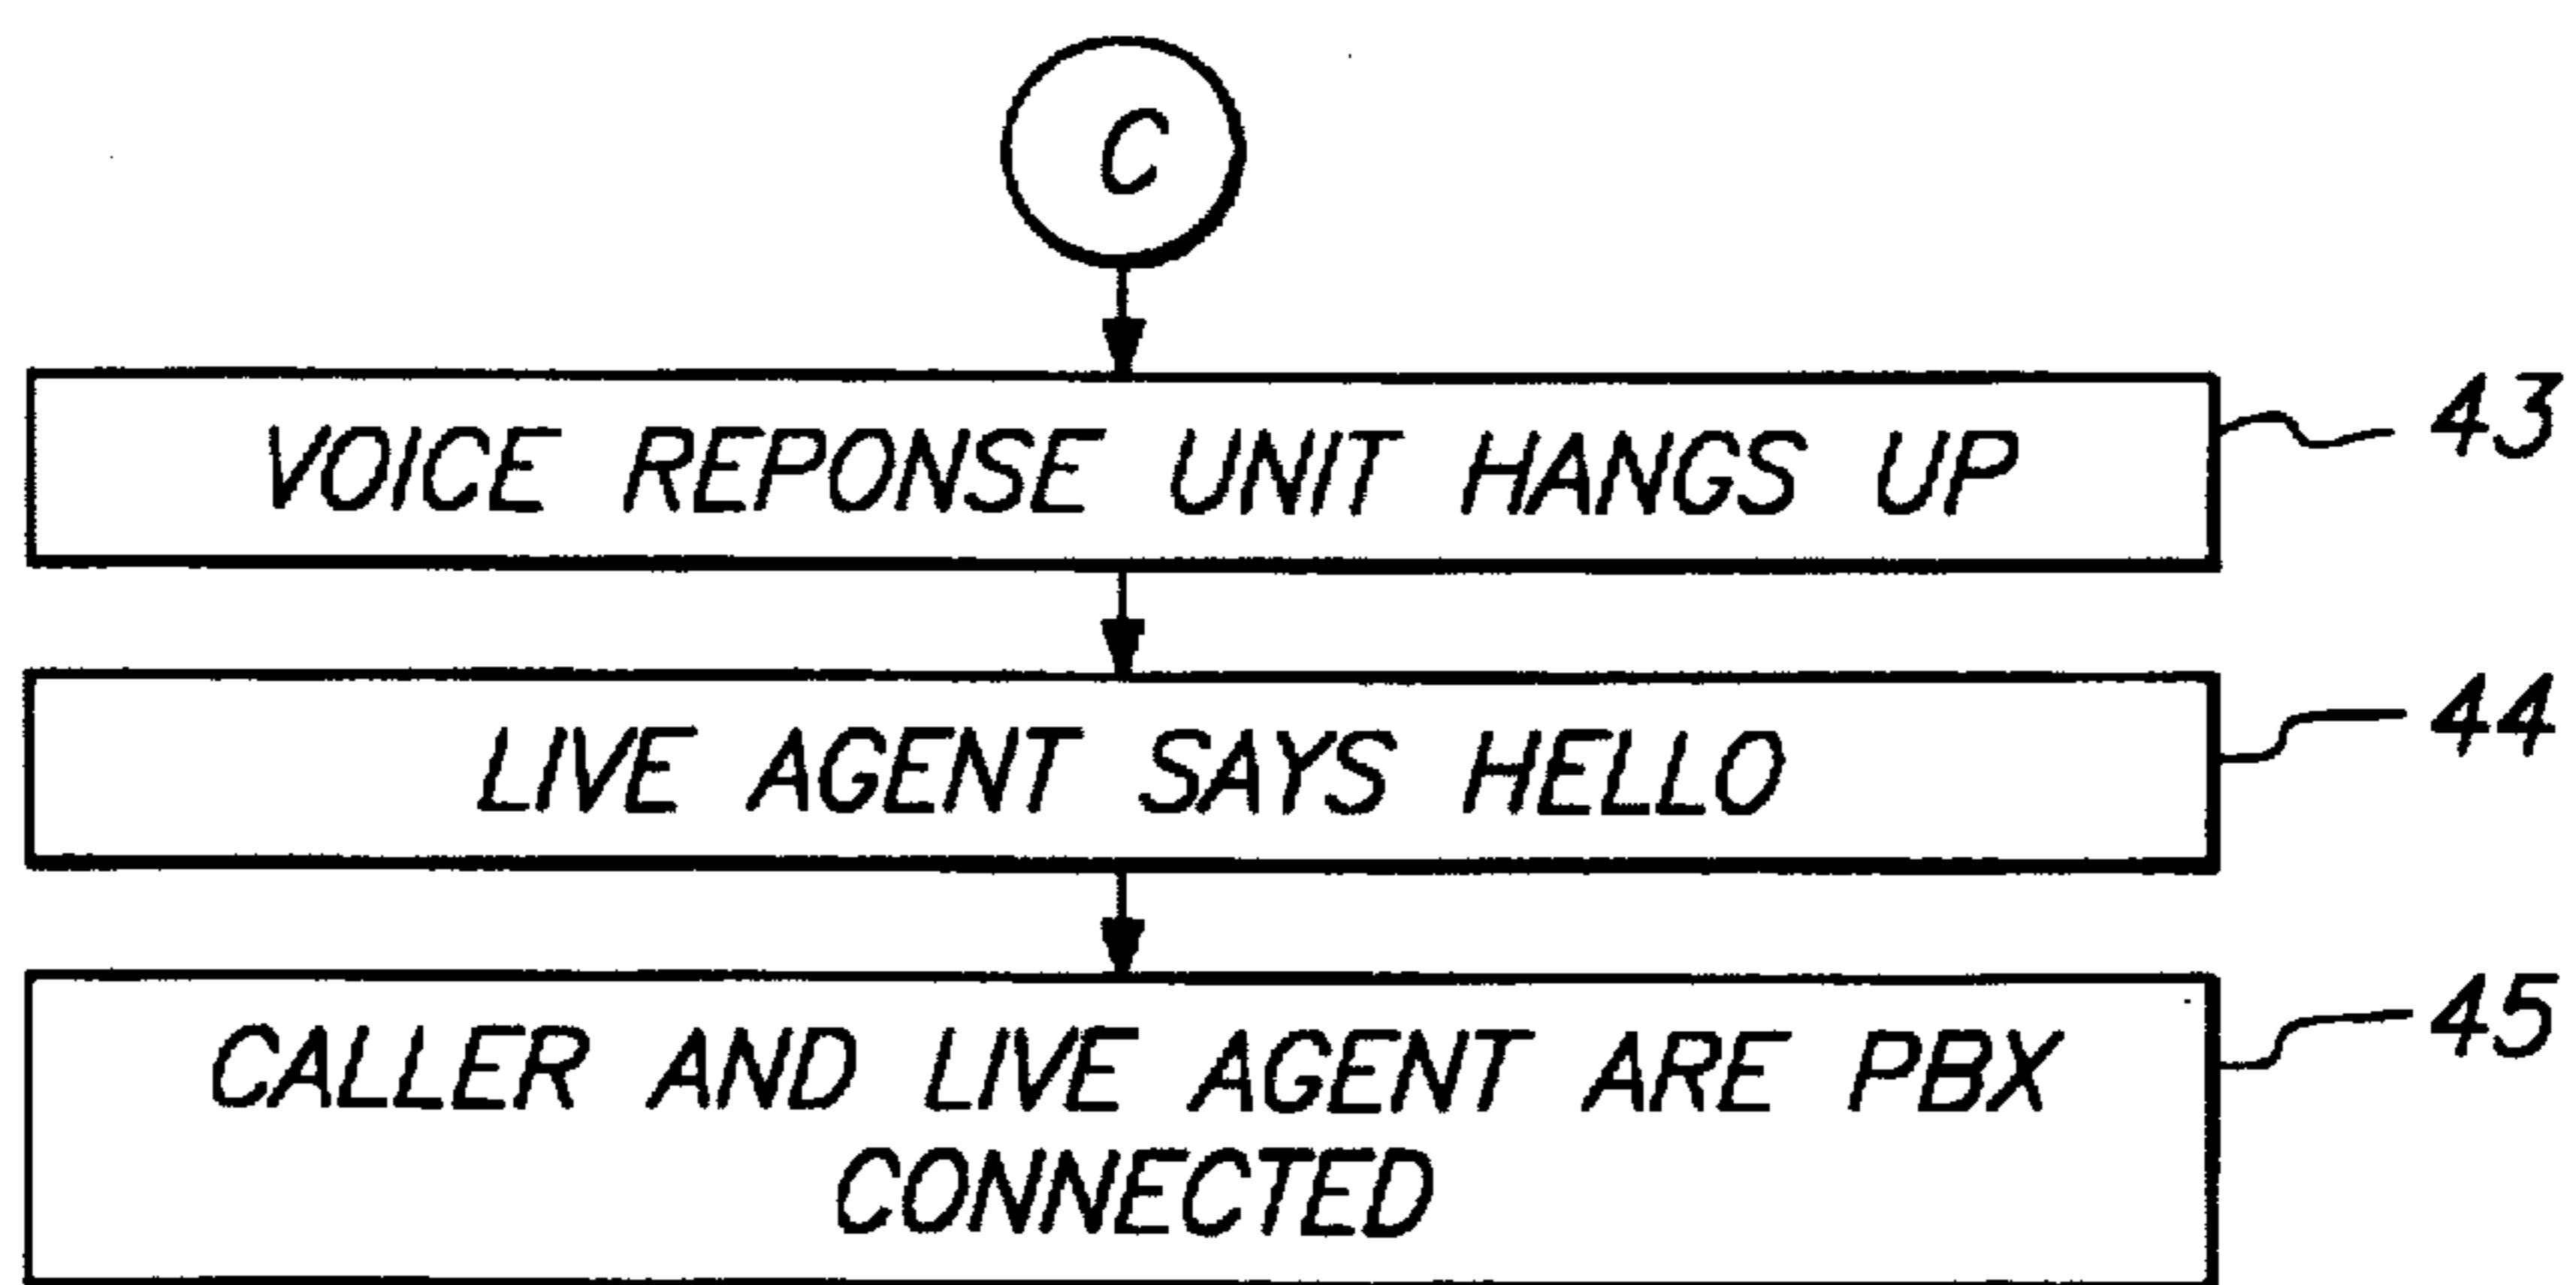 C
VOICE REPONSE UNIT HANGS UP
43
LIVE AGENT SAYS HELLO
44
CALLER AND LIVE AGENT ARE PBX
CONNECTED
45